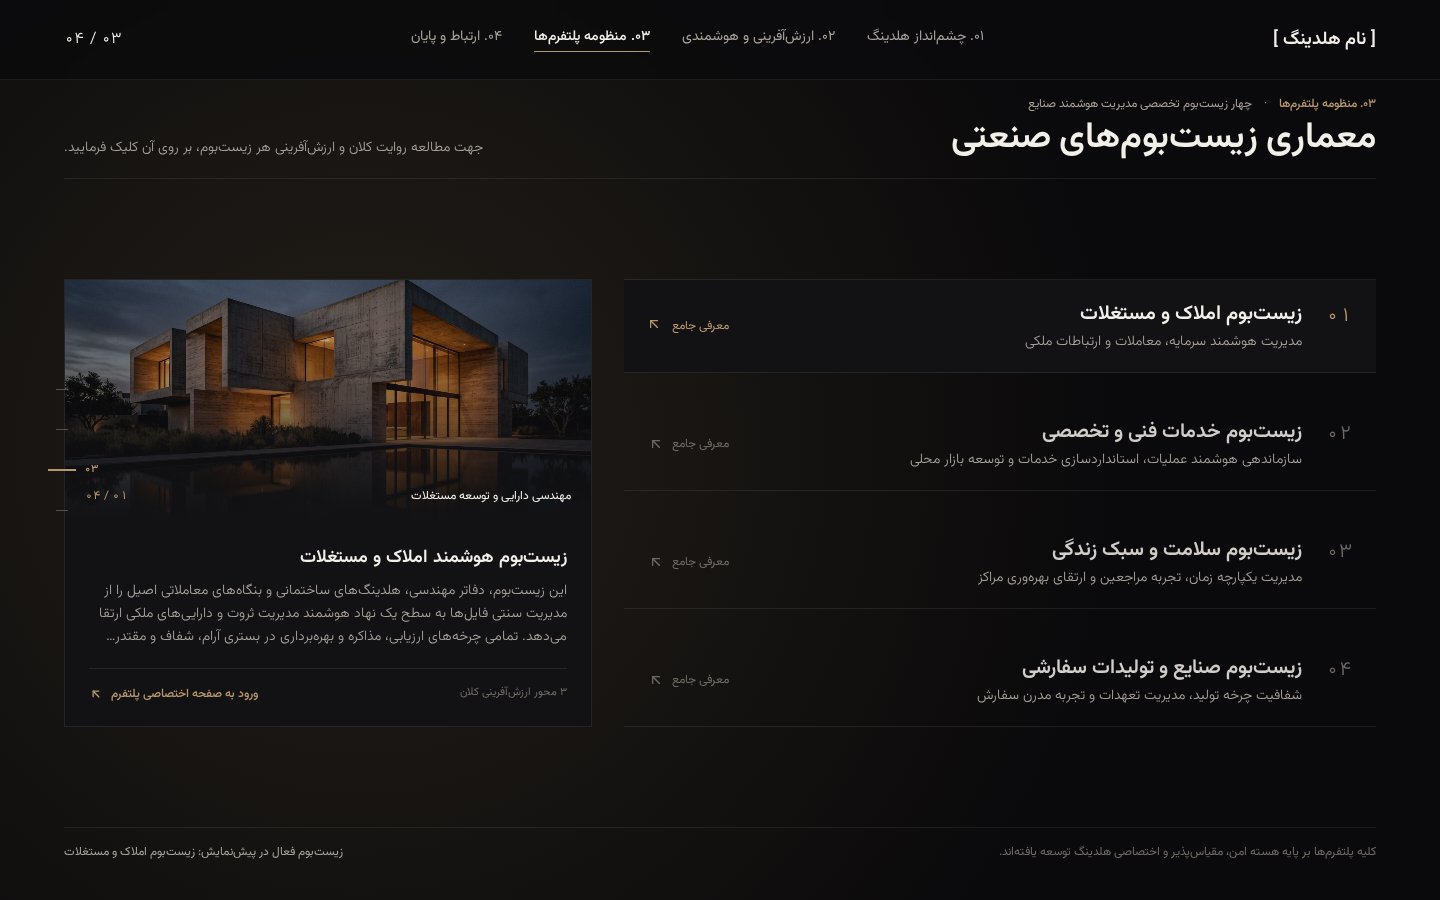 [ نام هلدینگ ]
۰۱. چشم‌انداز هلدینگ
۰۲. ارزش‌آفرینی و هوشمندی
۰۳. منظومه پلتفرم‌ها
۰۴. ارتباط و پایان
۰۳ / ۰۴
۰۳. منظومه پلتفرم‌ها · چهار زیست‌بوم تخصصی مدیریت هوشمند صنایع
معماری زیست‌بوم‌های صنعتی
جهت مطالعه روایت کلان و ارزش‌آفرینی هر زیست‌بوم، بر روی آن کلیک فرمایید.
۰۱
زیست‌بوم املاک و مستغلات
مدیریت هوشمند سرمایه، معاملات و ارتباطات ملکی
معرفی جامع
۰۲
زیست‌بوم خدمات فنی و تخصصی
سازماندهی هوشمند عملیات، استانداردسازی خدمات و توسعه بازار محلی
معرفی جامع
۰۳
زیست‌بوم سلامت و سبک زندگی
مدیریت یکپارچه زمان، تجربه مراجعین و ارتقای بهره‌وری مراکز
معرفی جامع
۰۴
زیست‌بوم صنایع و تولیدات سفارشی
شفافیت چرخه تولید، مدیریت تعهدات و تجربه مدرن سفارش
معرفی جامع
۰۳
مهندسی دارایی و توسعه مستغلات
۰۱ / ۰۴
زیست‌بوم هوشمند املاک و مستغلات
این زیست‌بوم، دفاتر مهندسی، هلدینگ‌های ساختمانی و بنگاه‌های معاملاتی اصیل را از
مدیریت سنتی فایل‌ها به سطح یک نهاد هوشمند مدیریت ثروت و دارایی‌های ملکی ارتقا
می‌دهد. تمامی چرخه‌های ارزیابی، مذاکره و بهره‌برداری در بستری آرام، شفاف و مقتدر...
۳ محور ارزش‌آفرینی کلان
ورود به صفحه اختصاصی پلتفرم
کلیه پلتفرم‌ها بر پایه هسته امن، مقیاس‌پذیر و اختصاصی هلدینگ توسعه یافته‌اند.
زیست‌بوم فعال در پیش‌نمایش: زیست‌بوم املاک و مستغلات